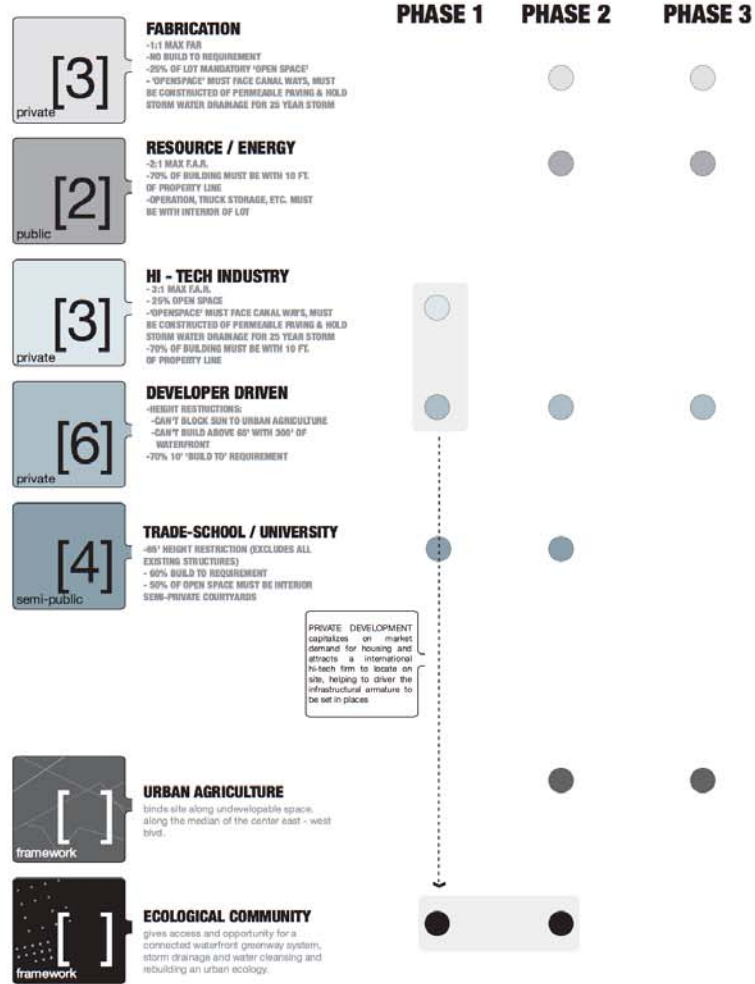 PHASE 1 PHASE 2 PHASE 3
[3]
private
FABRICATION
-1:1 MAX FAR
-NO BUILD TO REQUIREMENT
-25% OF LOT MANDATORY 'OPEN SPACE'
- 'OPENSPACE' MUST FACE CANAL WAYS, MUST
BE CONSTRUCTED OF PERMEABLE PAVING & HOLD
STORM WATER DRAINAGE FOR 25 YEAR STORM
[2]
public
RESOURCE / ENERGY
-2:1 MAX F.A.R.
-70% OF BUILDING MUST BE WITH 10 FT.
OF PROPERTY LINE
-OPERATION, TRUCK STORAGE, ETC. MUST
BE WITH INTERIOR OF LOT
[3]
private
HI - TECH INDUSTRY
- 3:1 MAX F.A.R.
- 25% OPEN SPACE
-'OPENSPACE' MUST FACE CANAL WAYS, MUST
BE CONSTRUCTED OF PERMEABLE PAVING & HOLD
STORM WATER DRAINAGE FOR 25 YEAR STORM
-70% OF BUILDING MUST BE WITH 10 FT.
OF PROPERTY LINE
[6]
private
DEVELOPER DRIVEN
-HEIGHT RESTRICTIONS:
-CAN'T BLOCK SUN TO URBAN AGRICULTURE
-CAN'T BUILD ABOVE 65' WITH 300' OF
WATERFRONT
-70% 10' 'BUILD TO' REQUIREMENT
[4]
semi-public
TRADE-SCHOOL / UNIVERSITY
-65' HEIGHT RESTRICTION (EXCLUDES ALL
EXISTING STRUCTURES)
- 60% BUILD TO REQUIREMENT
- 50% OF OPEN SPACE MUST BE INTERIOR
SEMI-PRIVATE COURTYARDS
PRIVATE DEVELOPMENT
capitalizes on market
demand for housing and
attracts a international
hi-tech firm to locate on
site, helping to driver the
infrastructural armature to
be set in places
[ ]
framework
URBAN AGRICULTURE
binds site along undevelopable space,
along the median of the center east - west
blvd.
[ ]
framework
ECOLOGICAL COMMUNITY
gives access and opportunity for a
connected waterfront greenway system,
storm drainage and water cleansing and
rebuilding an urban ecology.